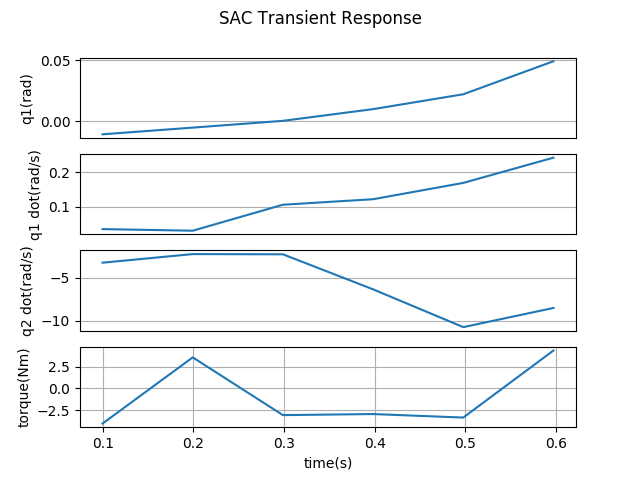 SAC Transient Response
q1(rad)
0.05
0.00
q1 dot(rad/s)
0.2
0.1
q2 dot(rad/s)
−5
−10
torque(Nm)
2.5
0.0
−2.5
0.1 0.2 0.3 0.4 0.5 0.6
time(s)